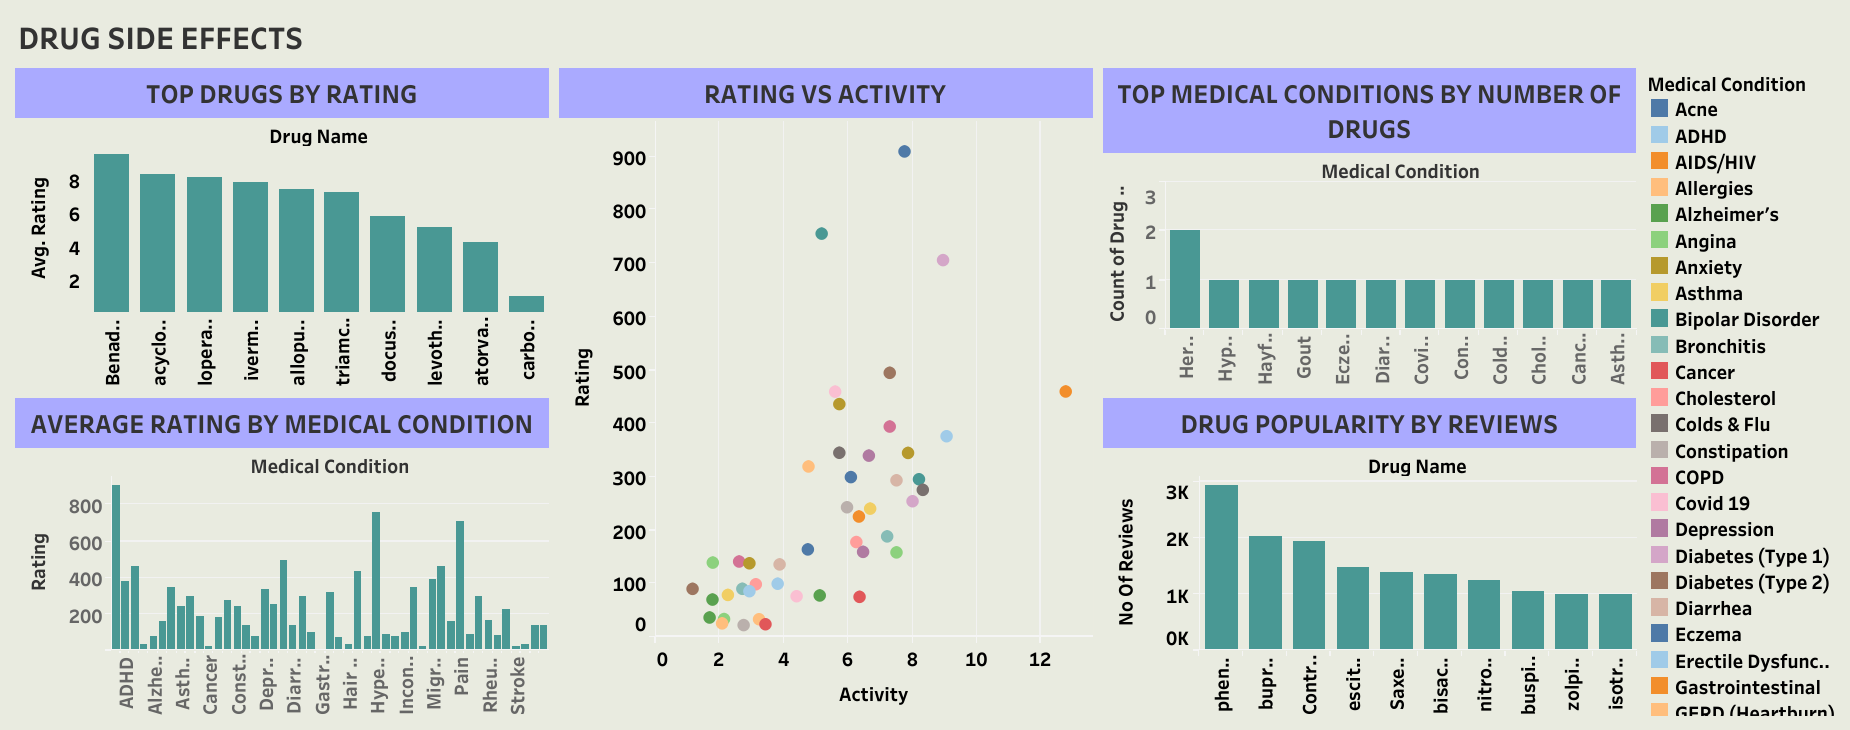 DRUG SIDE EFFECTS
TOP DRUGS BY RATING
Drug Name
Avg. Rating
8
6
4
2
Benad..
acyclo..
lopera..
iverm..
allopu..
triamc..
docus..
levoth..
atorva..
carbo..
AVERAGE RATING BY MEDICAL CONDITION
Medical Condition
Rating
800
600
400
200
ADHD
Alzhe..
Asth..
Cancer
Const..
Depr..
Diarr..
Gastr..
Hair ..
Hype..
Incon..
Migr..
Pain
Rheu..
Stroke
RATING VS ACTIVITY
Rating
900
800
700
600
500
400
300
200
100
0
0 2 4 6 8 10 12
Activity
TOP MEDICAL CONDITIONS BY NUMBER OF
DRUGS
Medical Condition
Count of Drug ..
3
2
1
0
Her..
Hyp..
Hayf..
Gout
Ecze..
Diar..
Covi..
Con..
Cold..
Chol..
Canc..
Asth..
DRUG POPULARITY BY REVIEWS
Drug Name
No Of Reviews
3K
2K
1K
0K
phen..
bupr..
Contr..
escit..
Saxe..
bisac..
nitro..
buspi..
zolpi..
isotr..
Medical Condition
Acne
ADHD
AIDS/HIV
Allergies
Alzheimer’s
Angina
Anxiety
Asthma
Bipolar Disorder
Bronchitis
Cancer
Cholesterol
Colds & Flu
Constipation
COPD
Covid 19
Depression
Diabetes (Type 1)
Diabetes (Type 2)
Diarrhea
Eczema
Erectile Dysfunc..
Gastrointestinal
GERD (Heartburn)